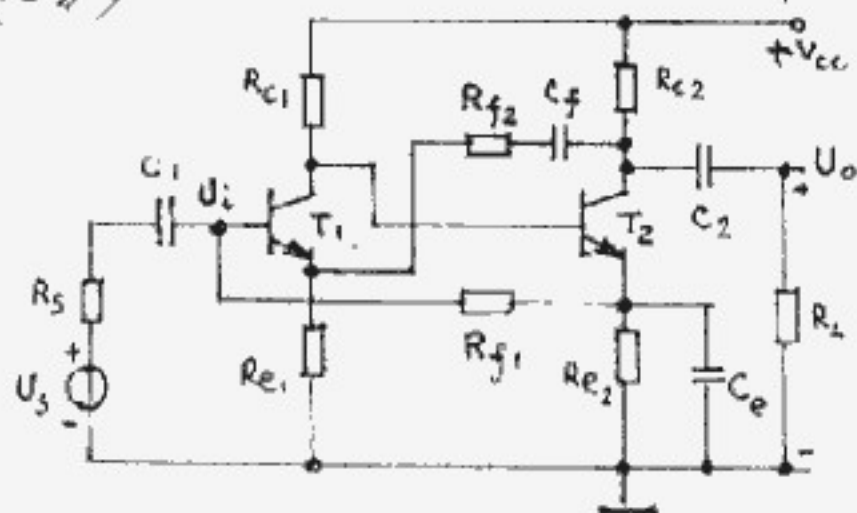 +Vcc
Rc1
Rf2
Cf
Rc2
C1
Ui
T1
T2
C2
+ Uo
Rs
+
Us
-
Re1
Rf1
Re2
Ce
RL
-